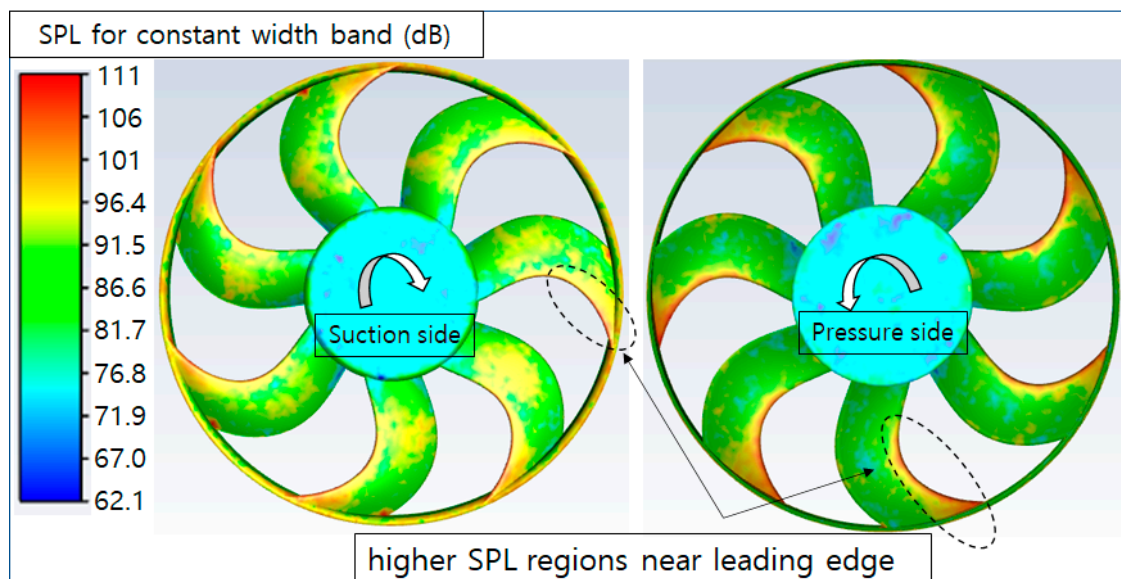 SPL for constant width band (dB)
111
106
101
96.4
91.5
86.6
81.7
76.8
71.9
67.0
62.1
Suction side
Pressure side
higher SPL regions near leading edge